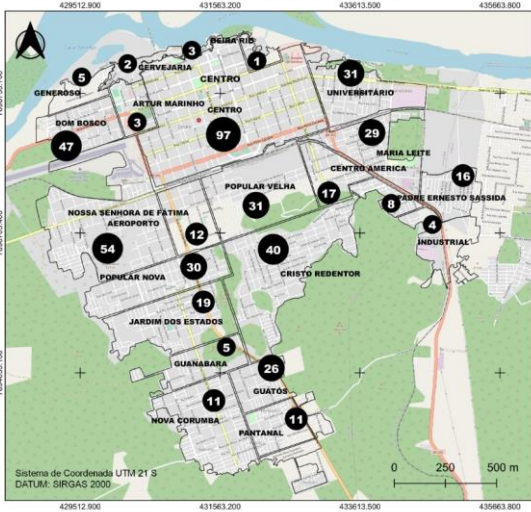 429512.900 431563.200 433613.500 435663.800
BEIRA RIO
3
1
2
CERVEJARIA
5
CENTRO
31
GENEROSO
UNIVERSITÁRIO
ARTUR MARINHO
CENTRO
DOM BOSCO
3
97
29
47
MARIA LEITE
CENTRO AMERICA
16
POPULAR VELHA
17
PADRE ERNESTO SASSIDA
31
8
NOSSA SENHORA DE FATIMA
AEROPORTO
12
4
54
40
INDUSTRIAL
30
POPULAR NOVA
CRISTO REDENTOR
19
JARDIM DOS ESTADOS
5
GUANABARA
26
GUATÓS
11
11
NOVA CORUMBA
PANTANAL
Sistema de Coordenada UTM 21 S
DATUM: SIRGAS 2000
0 250 500 m
429512.900 431563.200 433613.500 435663.800